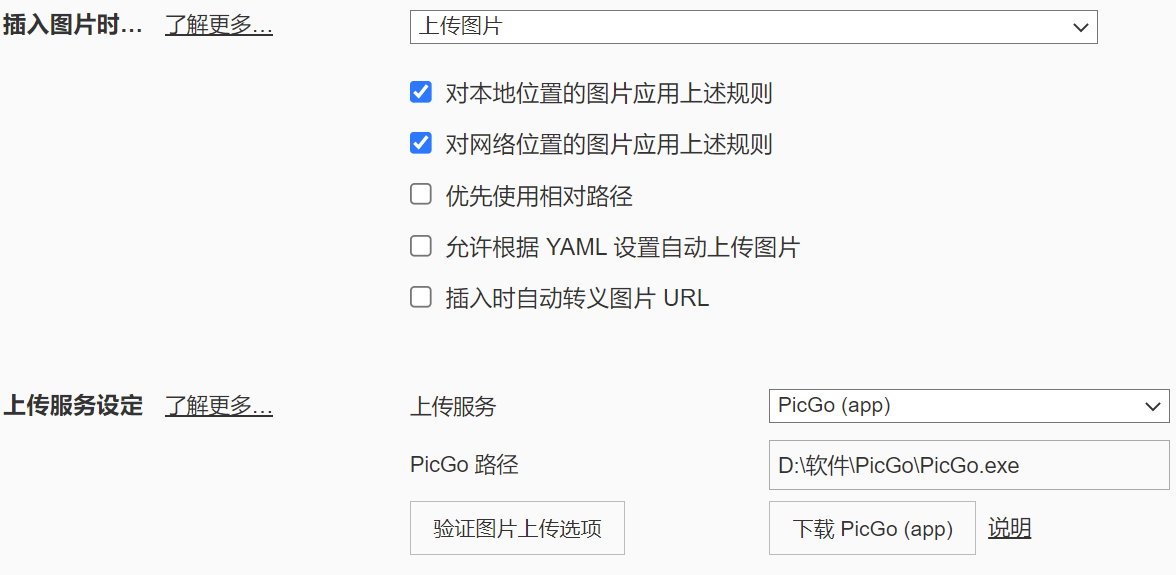 插入图片时... 了解更多... 上传图片
对本地位置的图片应用上述规则
对网络位置的图片应用上述规则
优先使用相对路径
允许根据 YAML 设置自动上传图片
插入时自动转义图片 URL
上传服务设定 了解更多... 上传服务 PicGo (app)
PicGo 路径 D:\软件\PicGo\PicGo.exe
验证图片上传选项 下载 PicGo (app) 说明